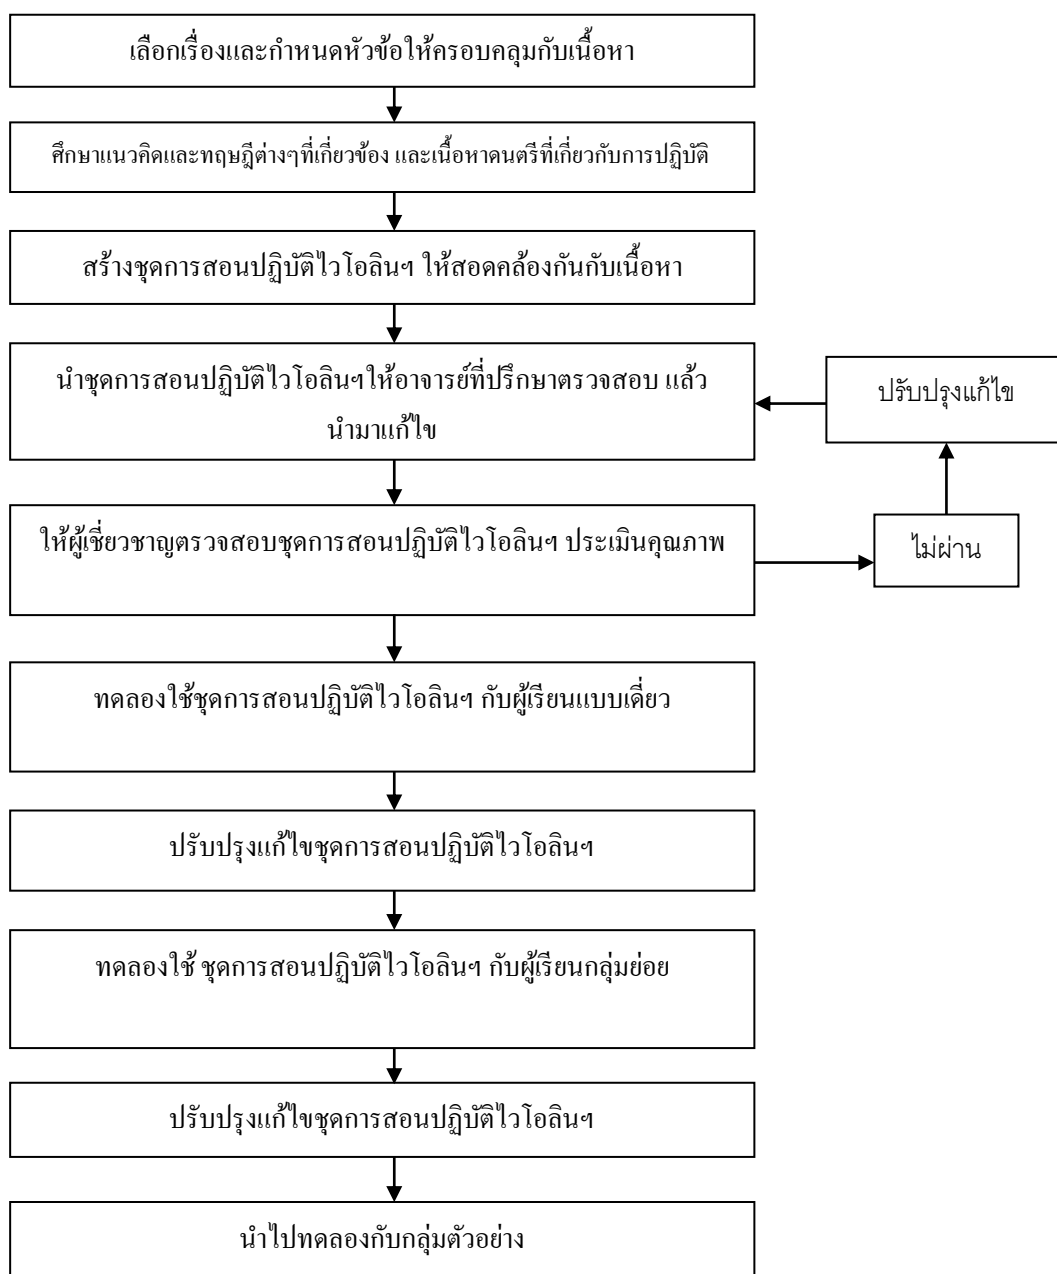 เลือกเรื่องและกำหนดหัวข้อให้ครอบคลุมกับเนื้อหา
ศึกษาแนวคิดและทฤษฎีต่างๆที่เกี่ยวข้อง และเนื้อหาดนตรีที่เกี่ยวกับการปฏิบัติ
สร้างชุดการสอนปฏิบัติไวโอลินฯ ให้สอดคล้องกันกับเนื้อหา
นำชุดการสอนปฏิบัติไวโอลินฯให้อาจารย์ที่ปรึกษาตรวจสอบ แล้ว
นำมาแก้ไข
ปรับปรุงแก้ไข
ให้ผู้เชี่ยวชาญตรวจสอบชุดการสอนปฏิบัติไวโอลินฯ ประเมินคุณภาพ
ไม่ผ่าน
ทดลองใช้ชุดการสอนปฏิบัติไวโอลินฯ กับผู้เรียนแบบเดี่ยว
ปรับปรุงแก้ไขชุดการสอนปฏิบัติไวโอลินฯ
ทดลองใช้ ชุดการสอนปฏิบัติไวโอลินฯ กับผู้เรียนกลุ่มย่อย
ปรับปรุงแก้ไขชุดการสอนปฏิบัติไวโอลินฯ
นำไปทดลองกับกลุ่มตัวอย่าง